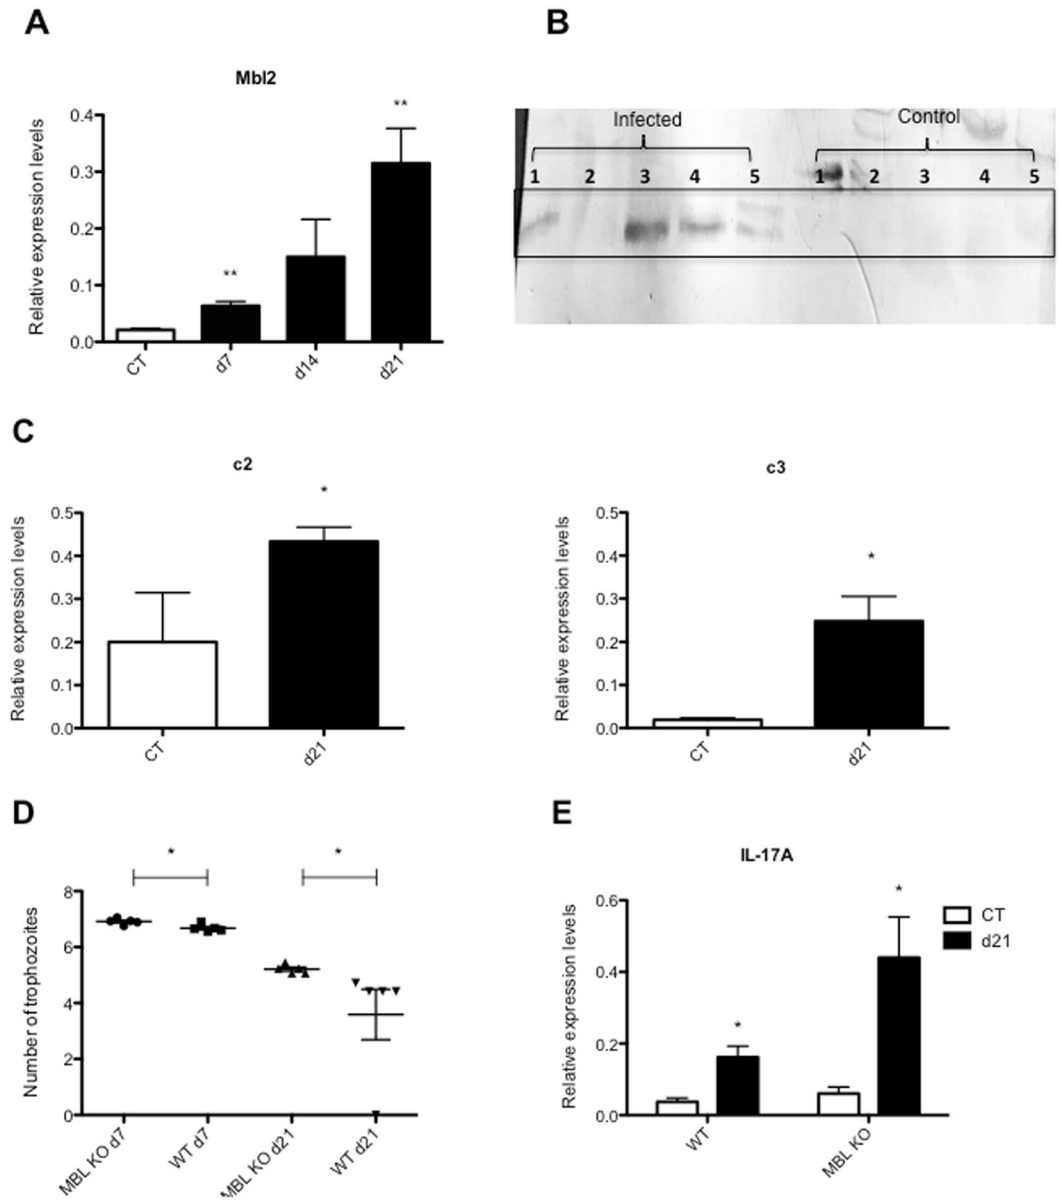 A
Mbl2
Relative expression levels
0.4
0.3
0.2
0.1
0.0
**
**
CT
d7
d14
d21
B
Infected
Control
1 2 3 4 5 1 2 3 4 5
C
c2
Relative expression levels
0.5
0.4
0.3
0.2
0.1
0.0
*
CT
d21
c3
Relative expression levels
0.5
0.4
0.3
0.2
0.1
0.0
*
CT
d21
D
Number of trophozoites
8
6
4
2
0
*
*
MBL KO d7
WT d7
MBL KO d21
WT d21
E
IL-17A
Relative expression levels
0.6
0.4
0.2
0.0
*
*
WT
MBL KO
CT
d21